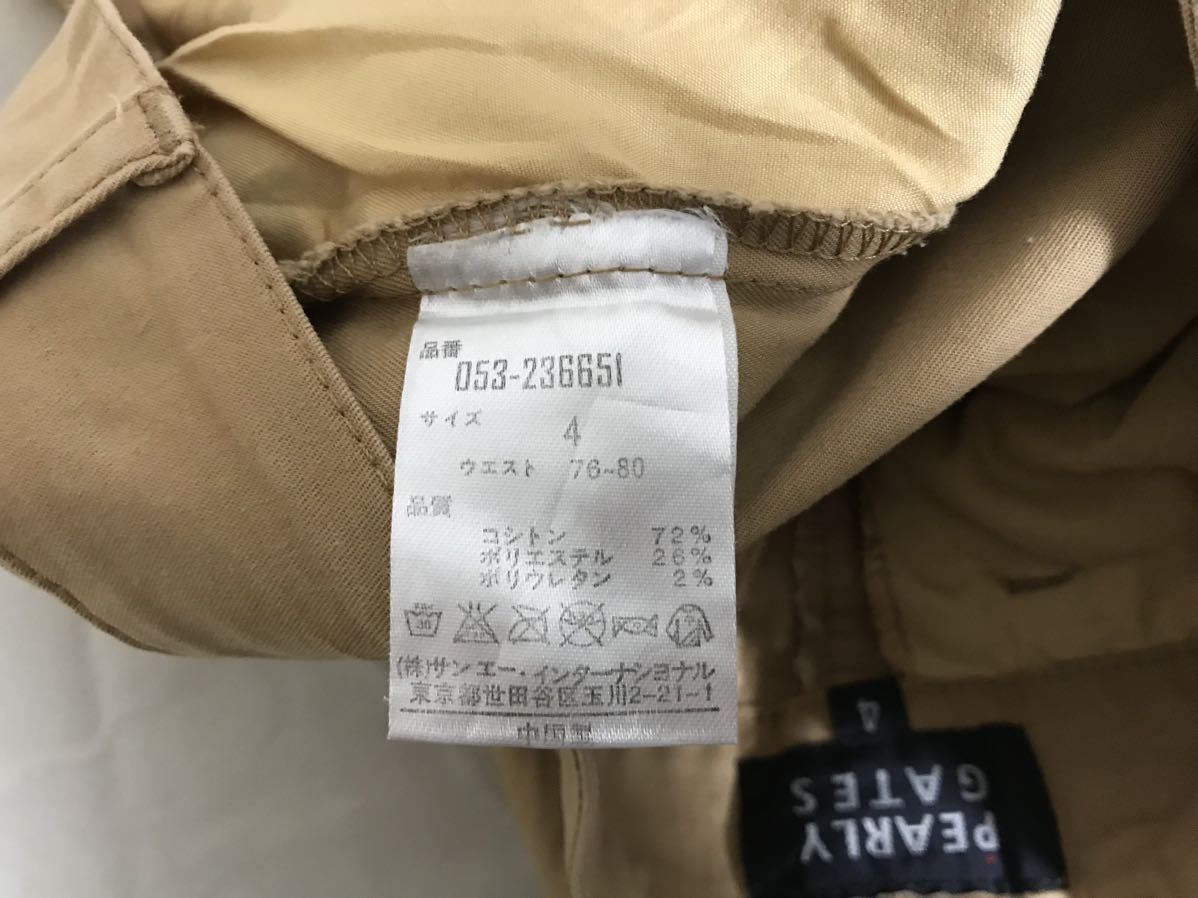 品番
053-236651
サイズ
4
ウエスト 76~80
品質
コットン 72%
ポリエステル 26%
ポリウレタン 2%
30
(株)サンエー・インターナショナル
東京都世田谷区玉川2-21-1
中国製
4
PEARLY
GATES